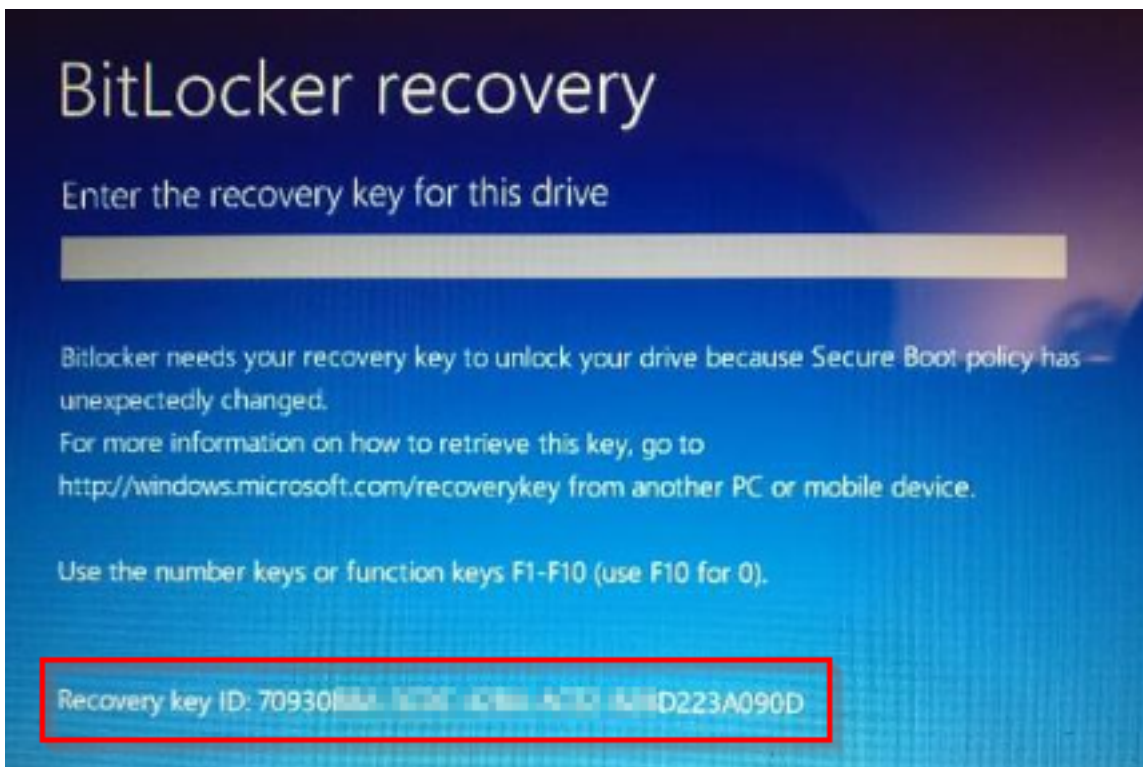 BitLocker recovery
Enter the recovery key for this drive
Bitlocker needs your recovery key to unlock your drive because Secure Boot policy has
unexpectedly changed.
For more information on how to retrieve this key, go to
http://windows.microsoft.com/recoverykey from another PC or mobile device.
Use the number keys or function keys F1-F10 (use F10 for 0).
Recovery key ID: 70930 D223A090D